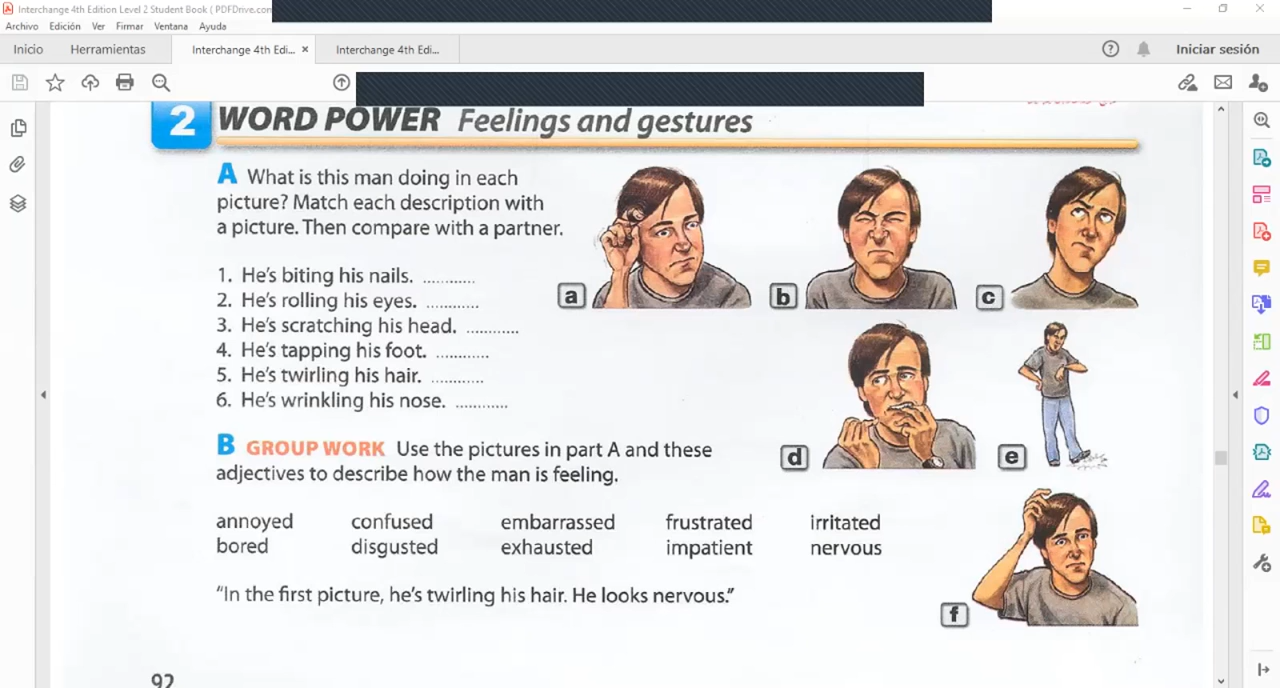 Interchange 4th Edition Level 2 Student Book ( PDFDrive.com
Archivo Edición Ver Firmar Ventana Ayuda
Inicio Herramientas Interchange 4th Edi... × Interchange 4th Edi... Iniciar sesión
2 WORD POWER Feelings and gestures
A What is this man doing in each
picture? Match each description with
a picture. Then compare with a partner.
1. He's biting his nails. ............
2. He's rolling his eyes. ............
3. He's scratching his head. ............
4. He's tapping his foot. ............
5. He's twirling his hair. ............
6. He's wrinkling his nose. ............
a
b
c
d
e
f
B GROUP WORK Use the pictures in part A and these
adjectives to describe how the man is feeling.
annoyed confused embarrassed frustrated irritated
bored disgusted exhausted impatient nervous
"In the first picture, he's twirling his hair. He looks nervous."
92